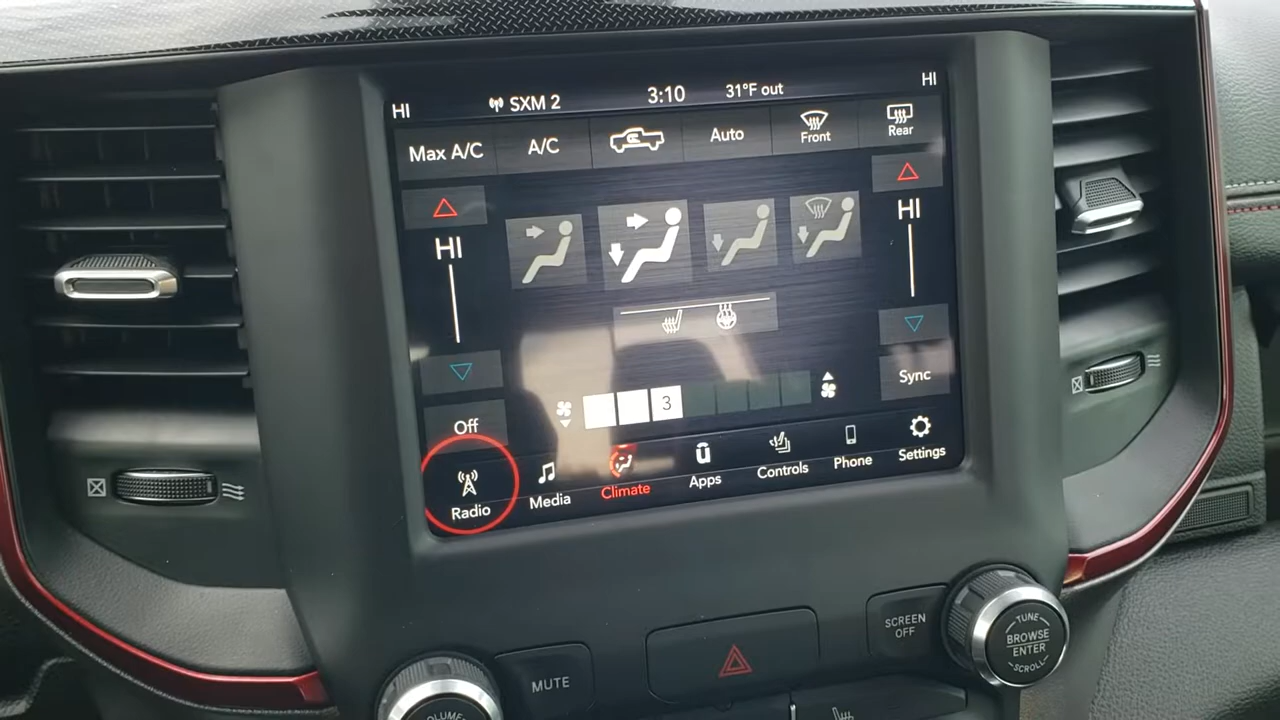 HI
SXM 2
3:10
31°F out
HI
Max A/C
A/C
Auto
Front
Rear
HI
HI
Off
3
Sync
Radio
Media
Climate
Apps
Controls
Phone
Settings
VOLUME
MUTE
SCREEN
OFF
TUNE
BROWSE
ENTER
SCROLL